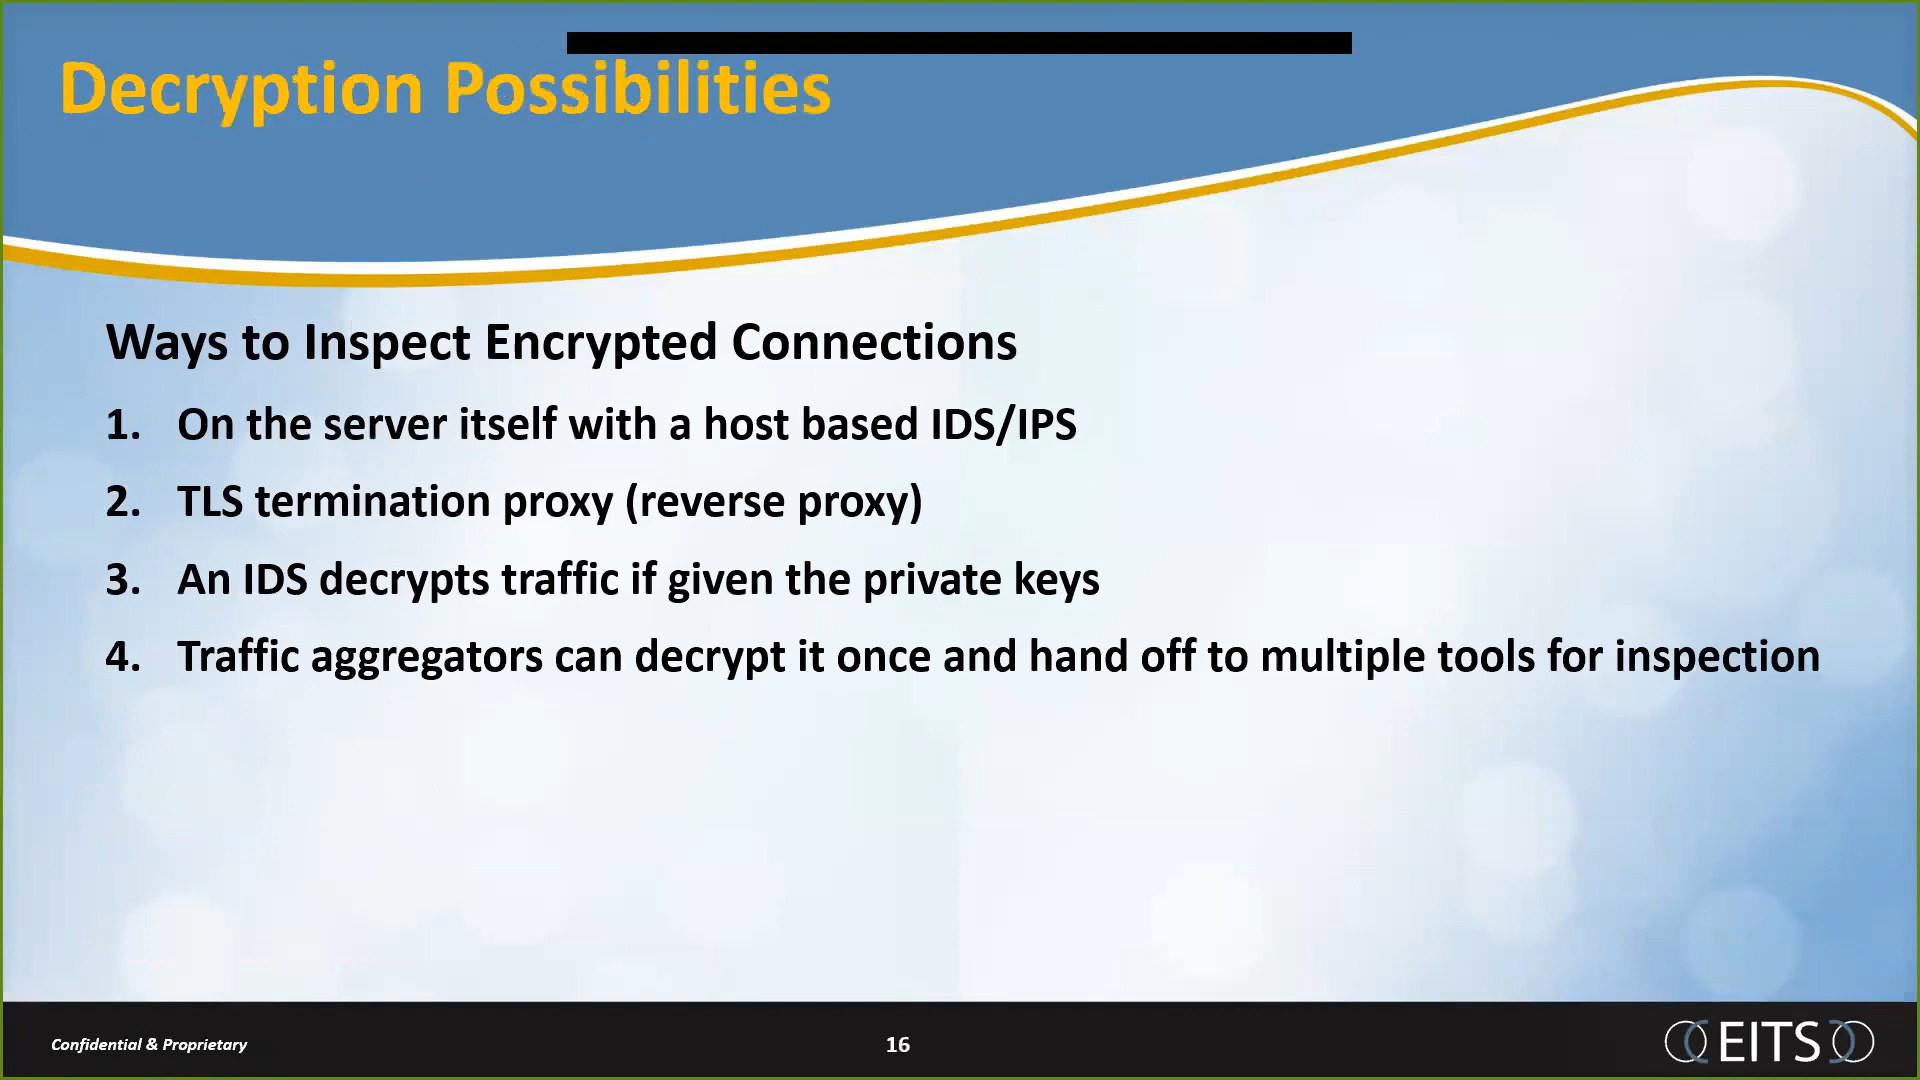 Decryption Possibilities
Ways to Inspect Encrypted Connections
1. On the server itself with a host based IDS/IPS
2. TLS termination proxy (reverse proxy)
3. An IDS decrypts traffic if given the private keys
4. Traffic aggregators can decrypt it once and hand off to multiple tools for inspection
Confidential & Proprietary
16
EITS